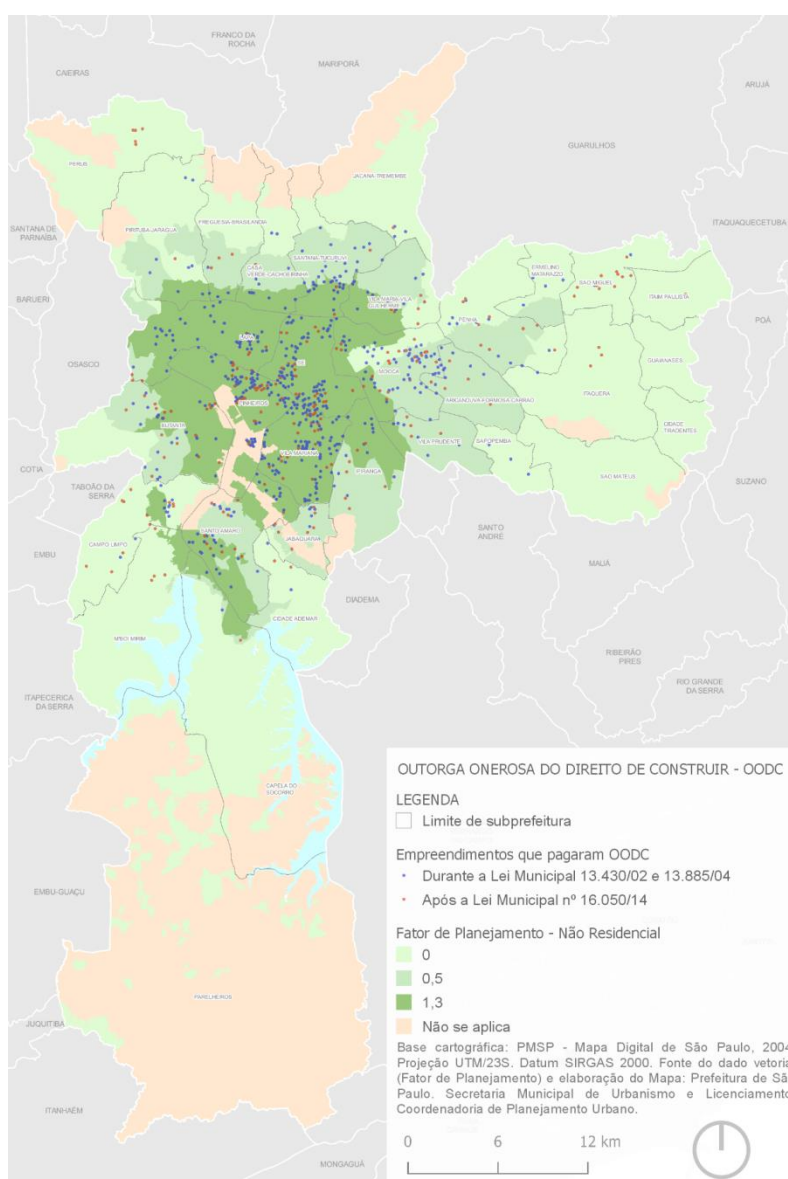 FRANCO DA
ROCHA
MAIRIPORÃ
CAIEIRAS
ARUJÁ
GUARULHOS
PERUS
JAÇANÃ-TREMEMBÉ
SANTANA DE
PARNAÍBA
PIRITUBA-JARAGUÁ
FREGUESIA-BRASILÂNDIA
ITAQUAQUECETUBA
SANTANA-TUCURUVI
CASA
VERDE-CACHOEIRINHA
ERMELINO
MATARAZZO
SÃO MIGUEL
ITAIM PAULISTA
BARUERI
VILA MARIA-VILA
GUILHERME
PENHA
POÁ
LAPA
SÉ
OSASCO
MOOCA
GUAIANASES
ARICANDUVA-FORMOSA-CARRÃO
ITAQUERA
PINHEIROS
CIDADE
TIRADENTES
BUTANTÃ
VILA MARIANA
VILA PRUDENTE
SAPOPEMBA
COTIA
IPIRANGA
SÃO MATEUS
SUZANO
TABOÃO DA
SERRA
SANTO
ANDRÉ
SANTO AMARO
JABAQUARA
CAMPO LIMPO
EMBU
MAUÁ
DIADEMA
CIDADE ADEMAR
M'BOI MIRIM
RIBEIRÃO
PIRES
RIO GRANDE
DA SERRA
ITAPECERICA
DA SERRA
CAPELA DO
SOCORRO
EMBU-GUAÇU
PARELHEIROS
JUQUITIBA
ITANHAÉM
MONGAGUÁ
OUTORGA ONEROSA DO DIREITO DE CONSTRUIR - OODC
LEGENDA
Limite de subprefeitura
Empreendimentos que pagaram OODC
Durante a Lei Municipal 13.430/02 e 13.885/04
Após a Lei Municipal nº 16.050/14
Fator de Planejamento - Não Residencial
0
0,5
1,3
Não se aplica
Base cartográfica: PMSP - Mapa Digital de São Paulo, 2004
Projeção UTM/23S. Datum SIRGAS 2000. Fonte do dado vetoria
(Fator de Planejamento) e elaboração do Mapa: Prefeitura de Sã
Paulo. Secretaria Municipal de Urbanismo e Licenciamento
Coordenadoria de Planejamento Urbano.
0 6 12 km